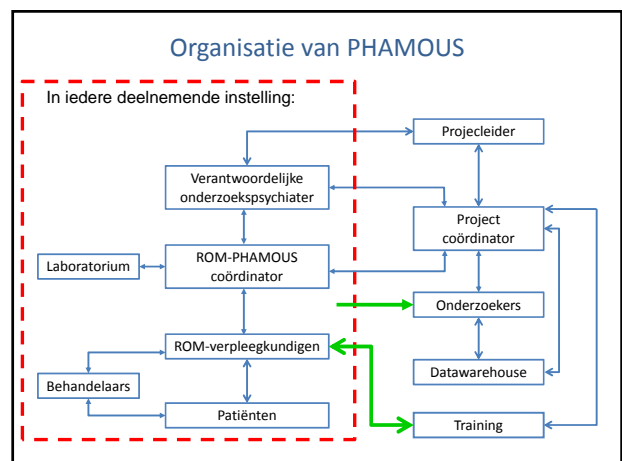 Organisatie van PHAMOUS
In iedere deelnemende instelling:
Projecleider
Verantwoordelijke
onderzoekspsychiater
Project
coördinator
Laboratorium
ROM-PHAMOUS
coördinator
Onderzoekers
ROM-verpleegkundigen
Behandelaars
Datawarehouse
Patiënten
Training